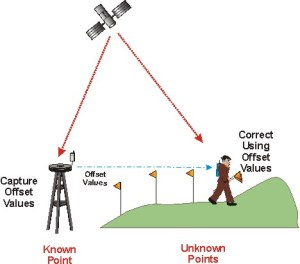 Correct
Using
Offset
Values
Capture
Offset
Values
Offset
Values
Known
Point
Unknown
Points